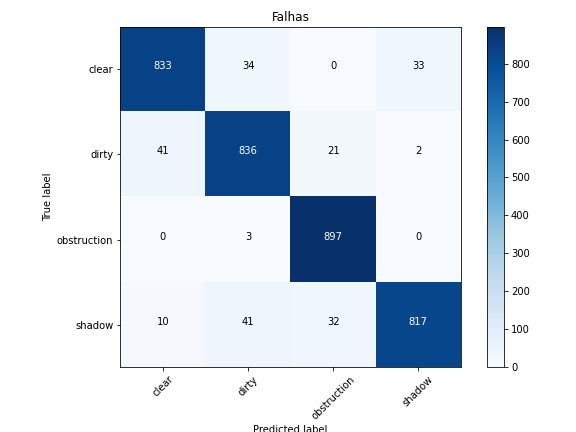 Falhas
clear 833 34 0 33
dirty 41 836 21 2
obstruction 0 3 897 0
shadow 10 41 32 817
True label
clear dirty obstruction shadow
Predicted label
800
700
600
500
400
300
200
100
0